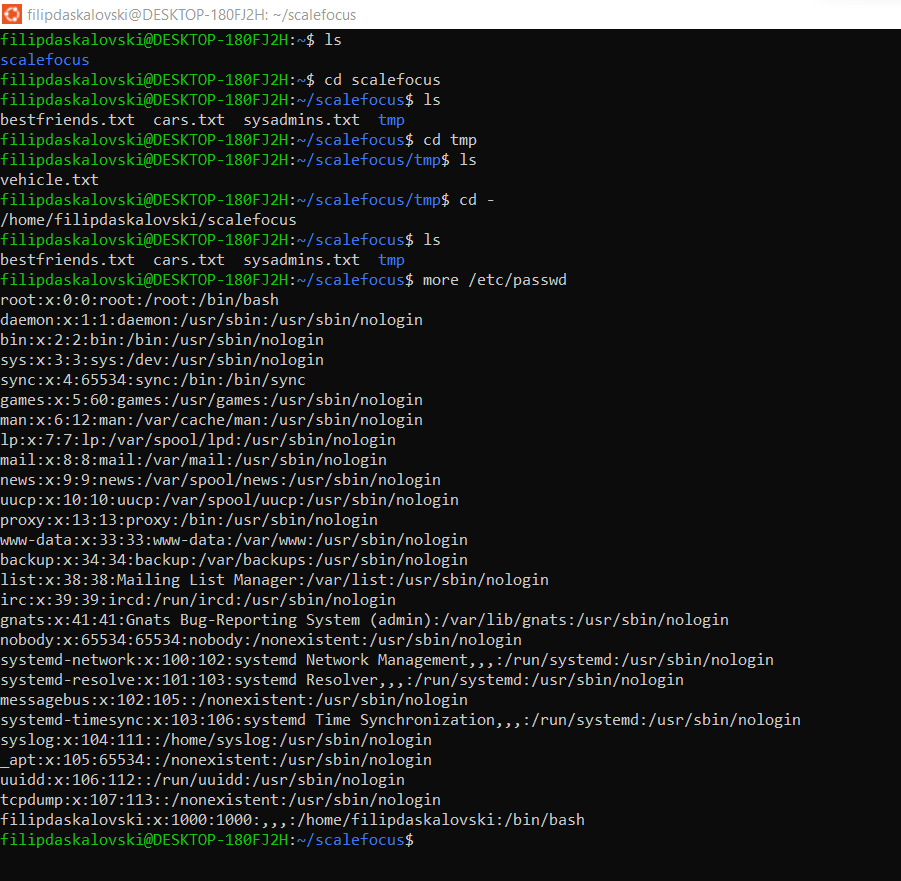 filipdaskalovski@DESKTOP-180FJ2H: ~/scalefocus
filipdaskalovski@DESKTOP-180FJ2H:~$ ls
scalefocus
filipdaskalovski@DESKTOP-180FJ2H:~$ cd scalefocus
filipdaskalovski@DESKTOP-180FJ2H:~/scalefocus$ ls
bestfriends.txt  cars.txt  sysadmins.txt  tmp
filipdaskalovski@DESKTOP-180FJ2H:~/scalefocus$ cd tmp
filipdaskalovski@DESKTOP-180FJ2H:~/scalefocus/tmp$ ls
vehicle.txt
filipdaskalovski@DESKTOP-180FJ2H:~/scalefocus/tmp$ cd -
/home/filipdaskalovski/scalefocus
filipdaskalovski@DESKTOP-180FJ2H:~/scalefocus$ ls
bestfriends.txt  cars.txt  sysadmins.txt  tmp
filipdaskalovski@DESKTOP-180FJ2H:~/scalefocus$ more /etc/passwd
root:x:0:0:root:/root:/bin/bash
daemon:x:1:1:daemon:/usr/sbin:/usr/sbin/nologin
bin:x:2:2:bin:/bin:/usr/sbin/nologin
sys:x:3:3:sys:/dev:/usr/sbin/nologin
sync:x:4:65534:sync:/bin:/bin/sync
games:x:5:60:games:/usr/games:/usr/sbin/nologin
man:x:6:12:man:/var/cache/man:/usr/sbin/nologin
lp:x:7:7:lp:/var/spool/lpd:/usr/sbin/nologin
mail:x:8:8:mail:/var/mail:/usr/sbin/nologin
news:x:9:9:news:/var/spool/news:/usr/sbin/nologin
uucp:x:10:10:uucp:/var/spool/uucp:/usr/sbin/nologin
proxy:x:13:13:proxy:/bin:/usr/sbin/nologin
www-data:x:33:33:www-data:/var/www:/usr/sbin/nologin
backup:x:34:34:backup:/var/backups:/usr/sbin/nologin
list:x:38:38:Mailing List Manager:/var/list:/usr/sbin/nologin
irc:x:39:39:ircd:/run/ircd:/usr/sbin/nologin
gnats:x:41:41:Gnats Bug-Reporting System (admin):/var/lib/gnats:/usr/sbin/nologin
nobody:x:65534:65534:nobody:/nonexistent:/usr/sbin/nologin
systemd-network:x:100:102:systemd Network Management,,,:/run/systemd:/usr/sbin/nologin
systemd-resolve:x:101:103:systemd Resolver,,,:/run/systemd:/usr/sbin/nologin
messagebus:x:102:105::/nonexistent:/usr/sbin/nologin
systemd-timesync:x:103:106:systemd Time Synchronization,,,:/run/systemd:/usr/sbin/nologin
syslog:x:104:111::/home/syslog:/usr/sbin/nologin
_apt:x:105:65534::/nonexistent:/usr/sbin/nologin
uuidd:x:106:112::/run/uuidd:/usr/sbin/nologin
tcpdump:x:107:113::/nonexistent:/usr/sbin/nologin
filipdaskalovski:x:1000:1000:,,,:/home/filipdaskalovski:/bin/bash
filipdaskalovski@DESKTOP-180FJ2H:~/scalefocus$